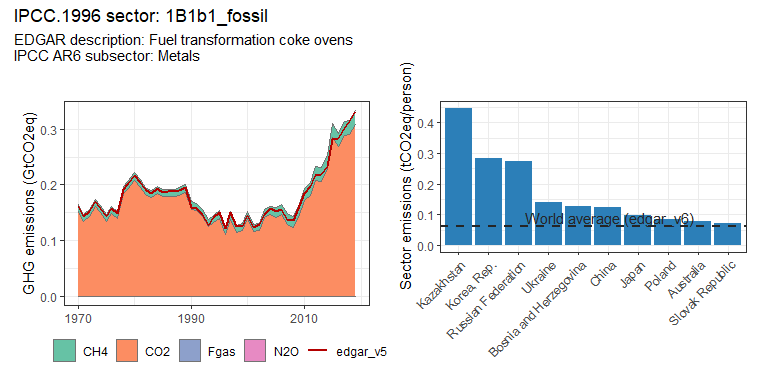 IPCC.1996 sector: 1B1b1_fossil
EDGAR description: Fuel transformation coke ovens
IPCC AR6 subsector: Metals
GHG emissions (GtCO2eq)
0.3
0.2
0.1
0.0
1970
1990
2010
CH4
CO2
Fgas
N2O
edgar_v5
Sector emissions (tCO2eq/person)
0.4
0.3
0.2
0.1
0.0
World average (edgar_v6)
Kazakhstan
Korea, Rep.
Russian Federation
Ukraine
Bosnia and Herzegovina
China
Japan
Poland
Australia
Slovak Republic